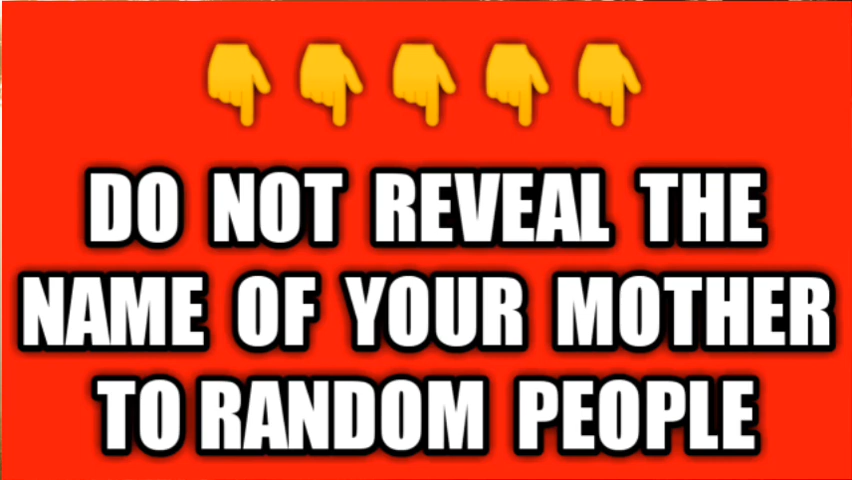 DO NOT REVEAL THE
NAME OF YOUR MOTHER
TO RANDOM PEOPLE